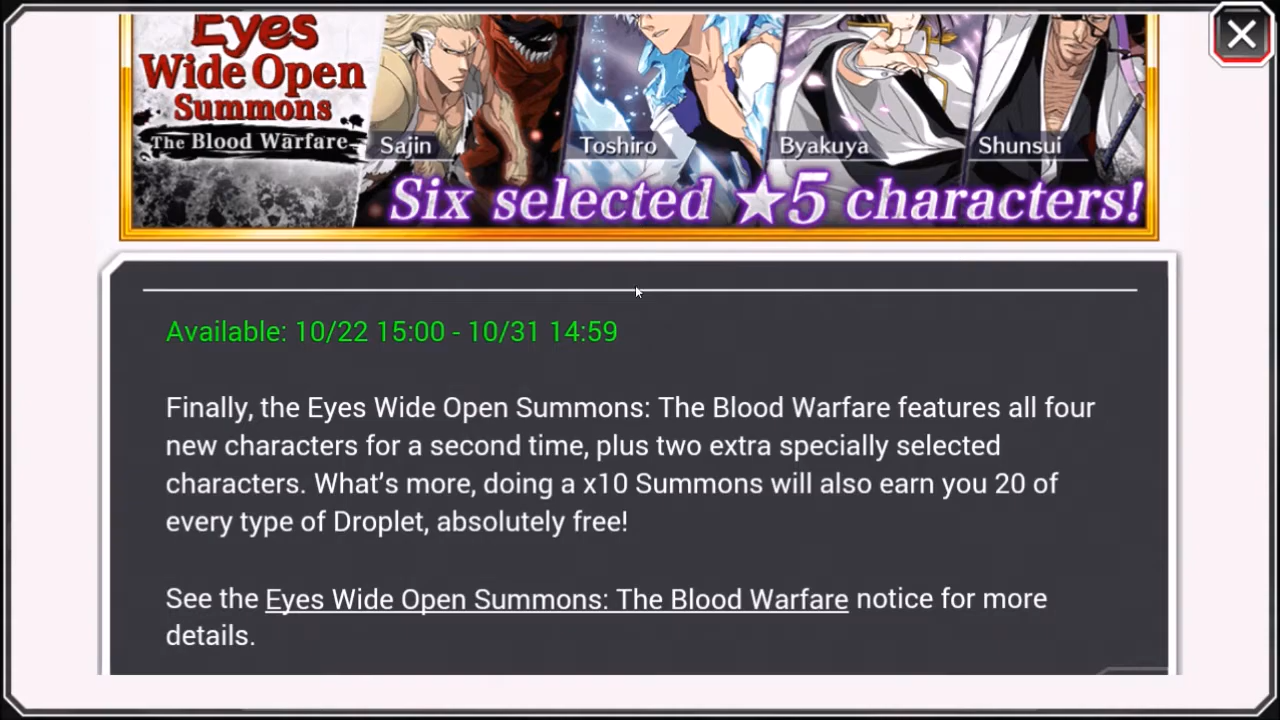 Eyes
Wide Open
Summons
The Blood Warfare
Sajin
Toshiro
Byakuya
Shunsui
Six selected ★5 characters!
Available: 10/22 15:00 - 10/31 14:59
Finally, the Eyes Wide Open Summons: The Blood Warfare features all four
new characters for a second time, plus two extra specially selected
characters. What's more, doing a x10 Summons will also earn you 20 of
every type of Droplet, absolutely free!
See the Eyes Wide Open Summons: The Blood Warfare notice for more
details.